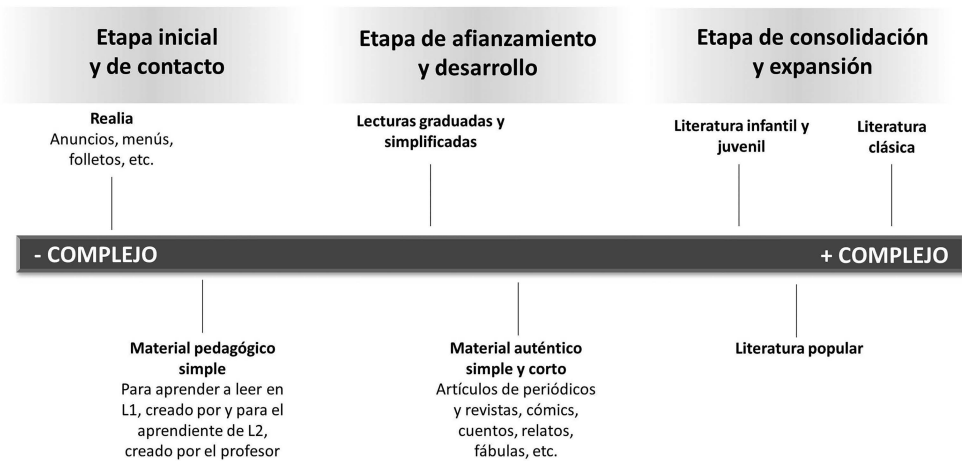 Etapa inicial
y de contacto
Etapa de afianzamiento
y desarrollo
Etapa de consolidación
y expansión
Realia
Anuncios, menús,
folletos, etc.
Lecturas graduadas y
simplificadas
Literatura infantil y
juvenil
Literatura
clásica
- COMPLEJO
+ COMPLEJO
Material pedagógico
simple
Para aprender a leer en
L1, creado por y para el
aprendiente de L2,
creado por el profesor
Material auténtico
simple y corto
Artículos de periódicos
y revistas, cómics,
cuentos, relatos,
fábulas, etc.
Literatura popular